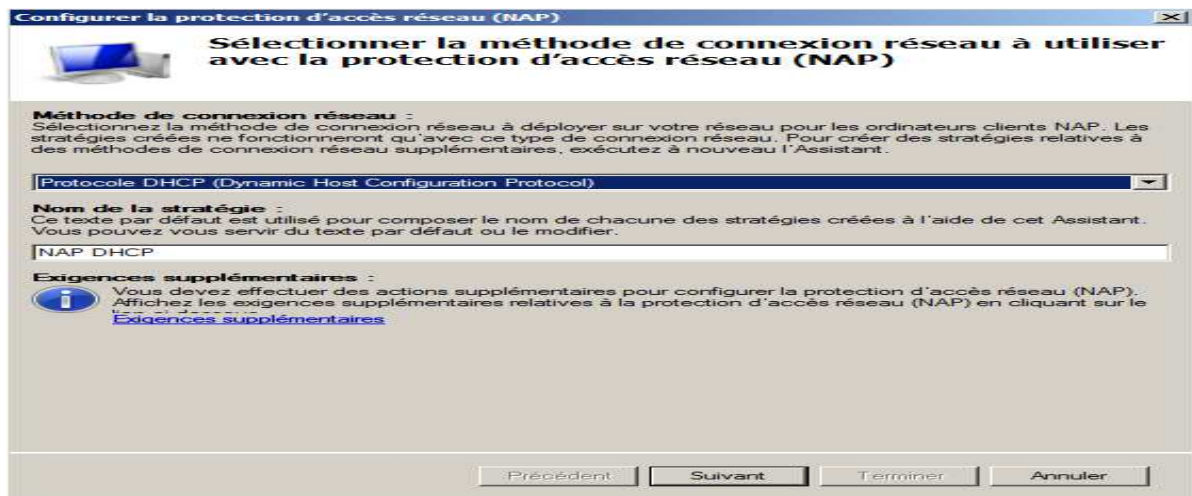 Configurer la protection d'accès réseau (NAP)
Sélectionner la méthode de connexion réseau à utiliser
avec la protection d'accès réseau (NAP)
Méthode de connexion réseau :
Sélectionnez la méthode de connexion réseau à déployer sur votre réseau pour les ordinateurs clients NAP. Les
stratégies créées ne fonctionneront qu'avec ce type de connexion réseau. Pour créer des stratégies relatives à
des méthodes de connexion réseau supplémentaires, exécutez à nouveau l'Assistant.
Protocole DHCP (Dynamic Host Configuration Protocol)
Nom de la stratégie :
Ce texte par défaut est utilisé pour composer le nom de chacune des stratégies créées à l'aide de cet Assistant.
Vous pouvez vous servir du texte par défaut ou le modifier.
NAP DHCP
Exigences supplémentaires :
Vous devez effectuer des actions supplémentaires pour configurer la protection d'accès réseau (NAP).
Affichez les exigences supplémentaires relatives à la protection d'accès réseau (NAP) en cliquant sur le
Exigences supplémentaires
Précédent Suivant Terminer Annuler